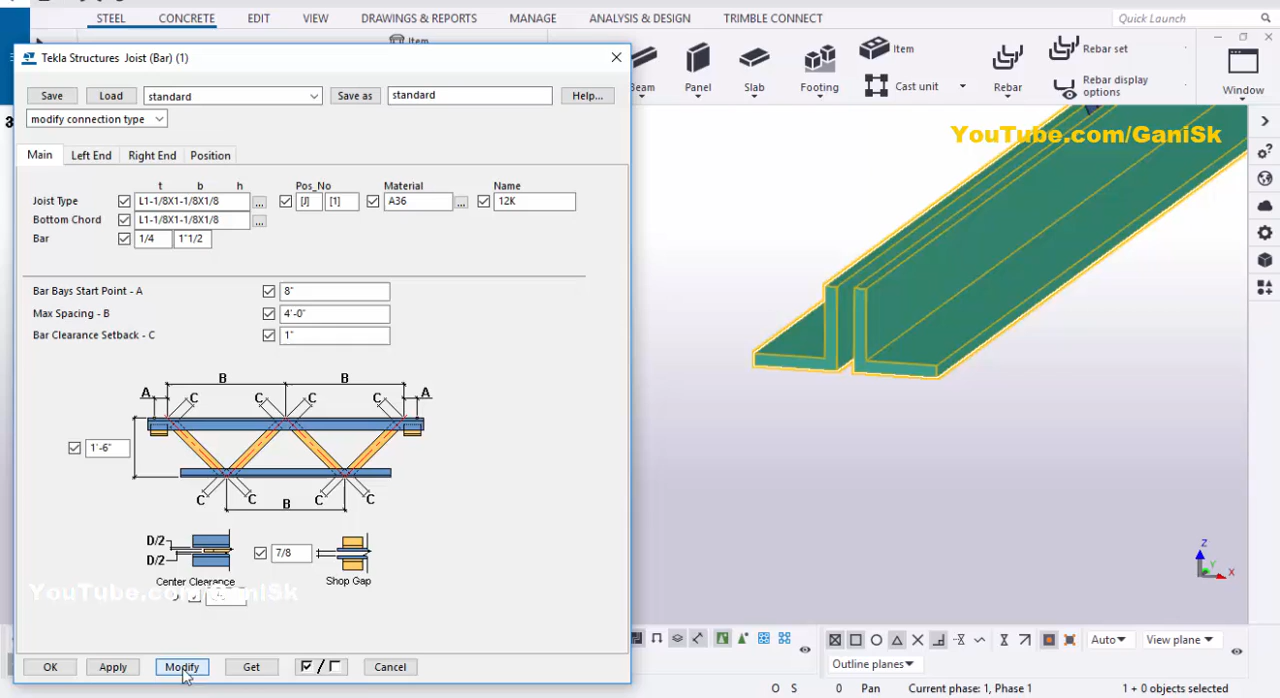 STEEL CONCRETE EDIT VIEW DRAWINGS & REPORTS MANAGE ANALYSIS & DESIGN TRIMBLE CONNECT Quick Launch
Item
Tekla Structures Joist (Bar) (1)
Beam Panel Slab Footing Item Cast unit Rebar Rebar set Rebar display options Window
Save Load standard Save as standard Help...
modify connection type
YouTube.com/GaniSk
Main Left End Right End Position
t b h Pos_No Material Name
Joist Type L1-1/8X1-1/8X1/8 ... [J] [1] A36 ... 12K
Bottom Chord L1-1/8X1-1/8X1/8 ...
Bar 1/4 1"1/2
Bar Bays Start Point - A 8"
Max Spacing - B 4'-0"
Bar Clearance Setback - C 1"
B B
A C C C C A
1'-6"
C C C C
B
D/2
D/2
7/8
Center Clearance Shop Gap
YouTube.com/GaniSk
Z
Y
X
Auto View plane
Outline planes
OK Apply Modify Get / Cancel
O S 0 Pan Current phase: 1, Phase 1 1 + 0 objects selected